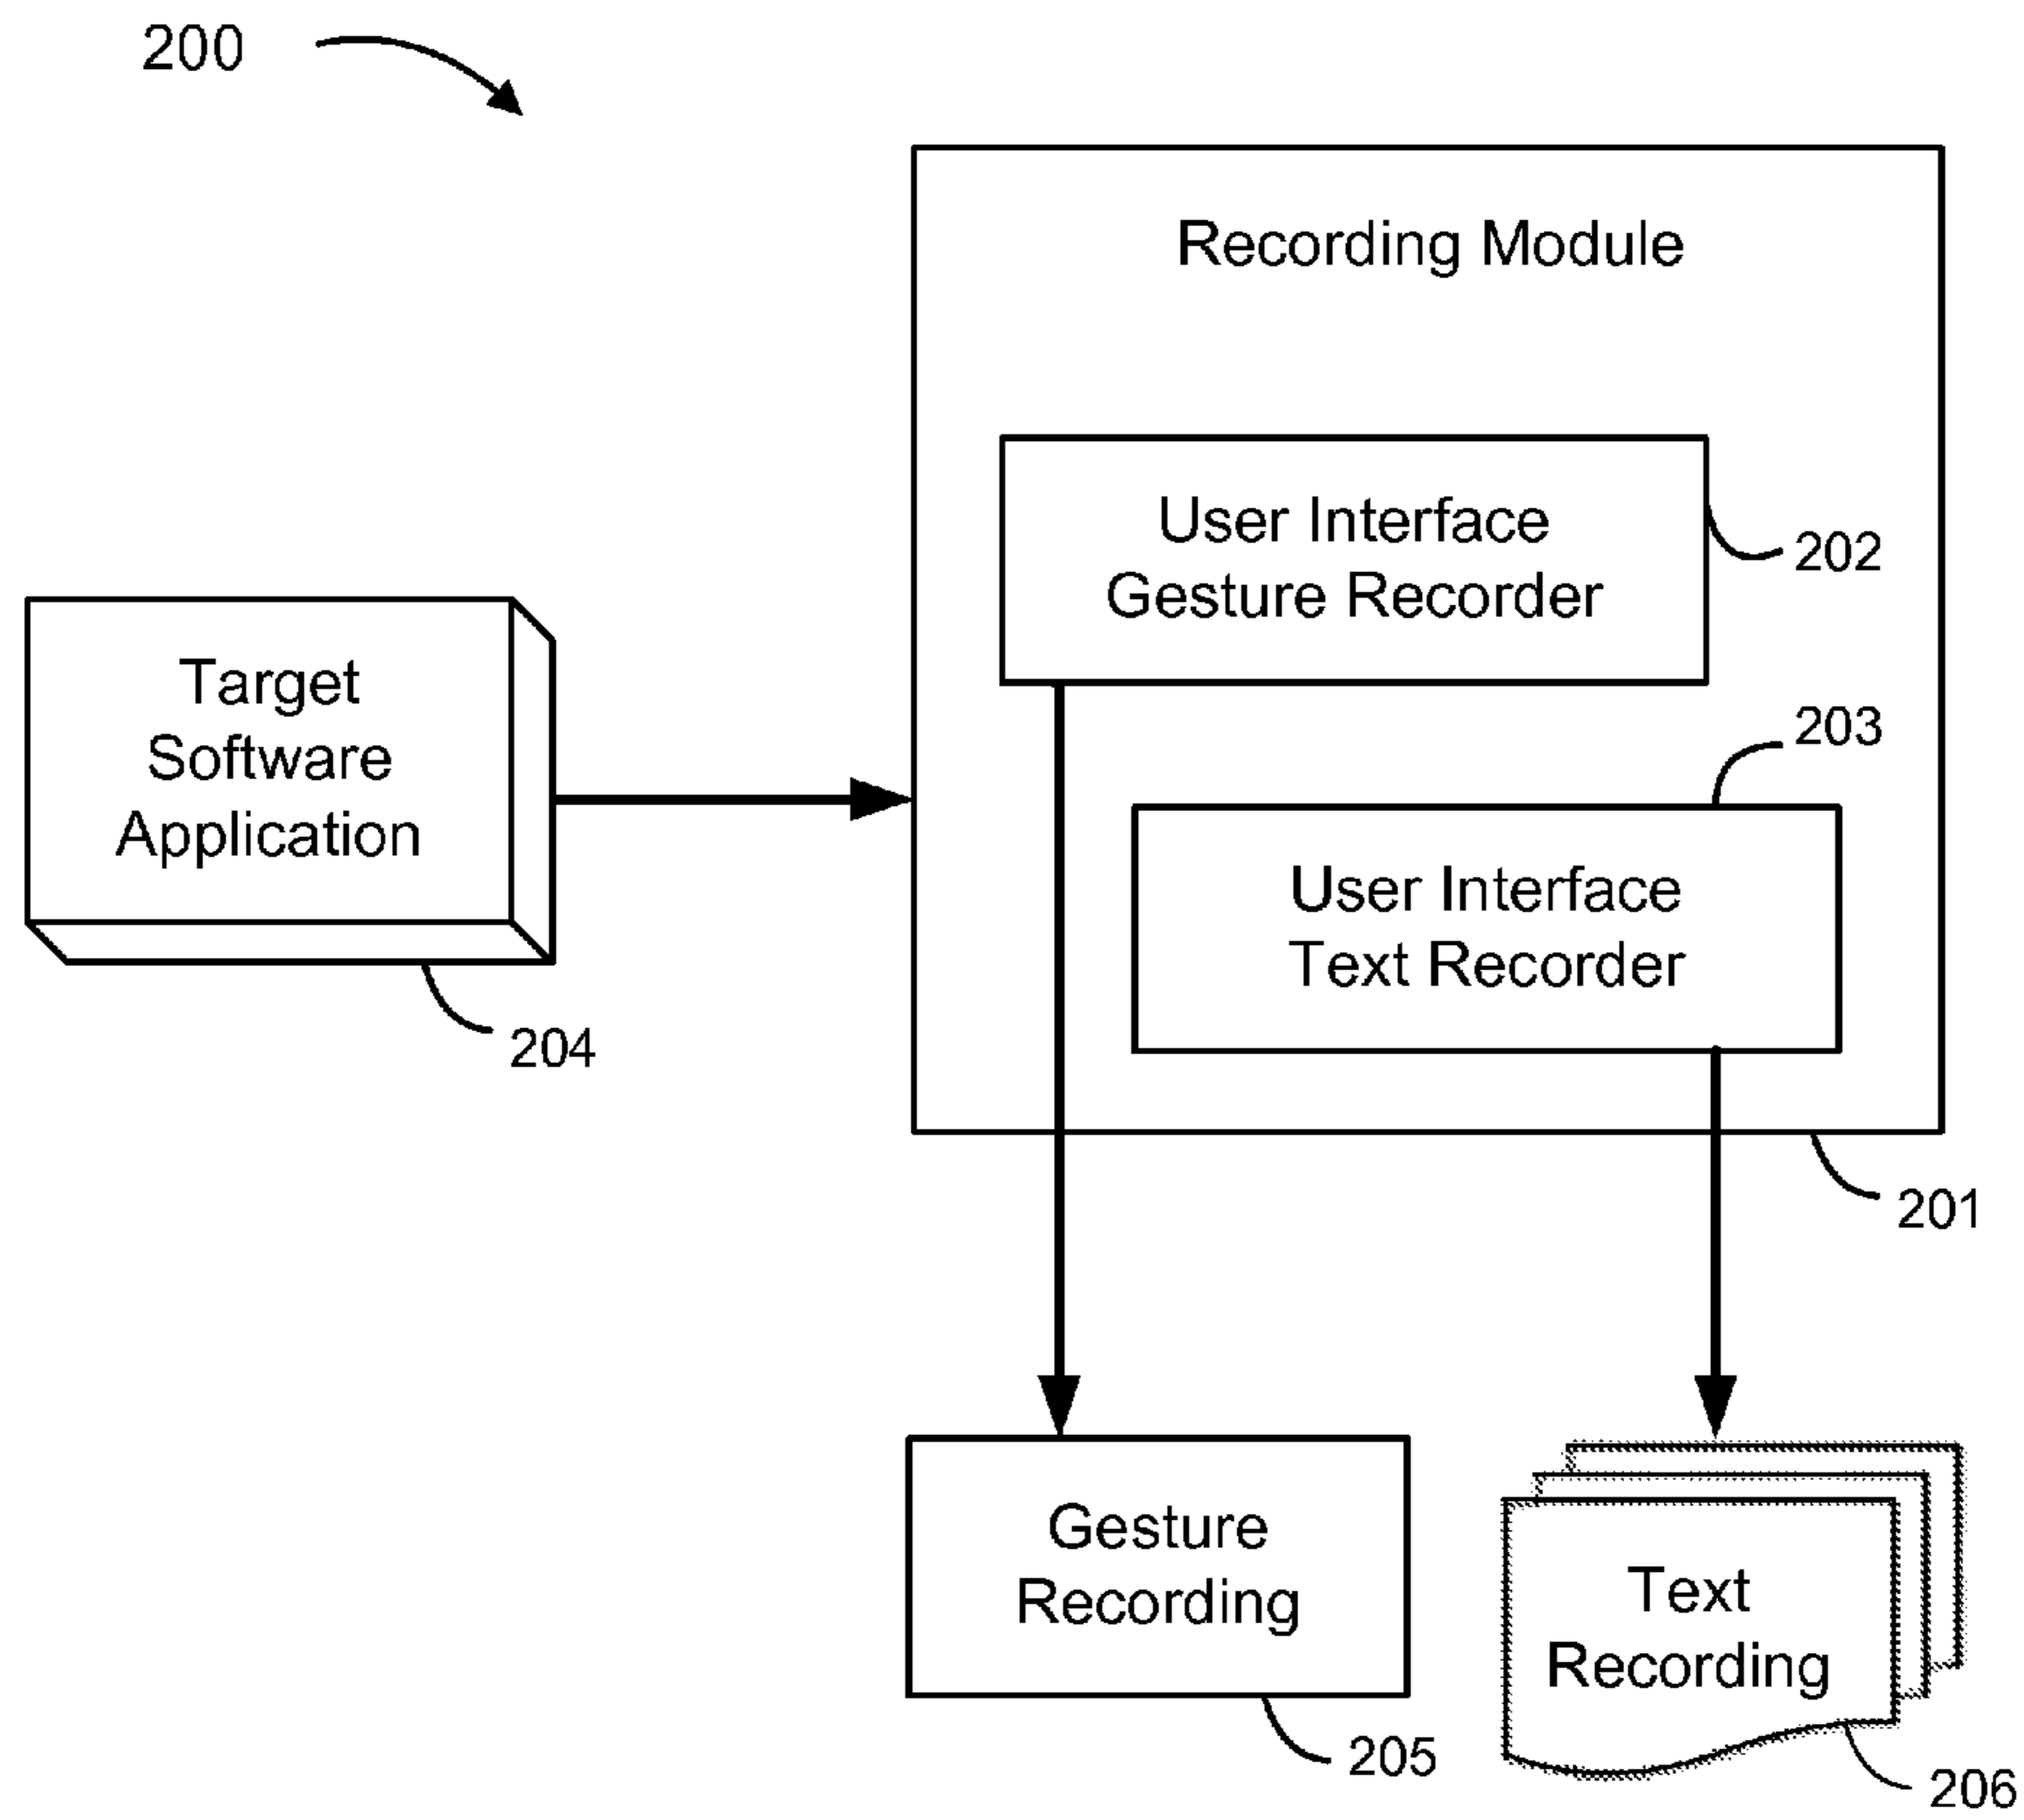 200
Recording Module
User Interface
Gesture Recorder
202
Target
Software
Application
204
203
User Interface
Text Recorder
201
Gesture
Recording
205
Text
Recording
206